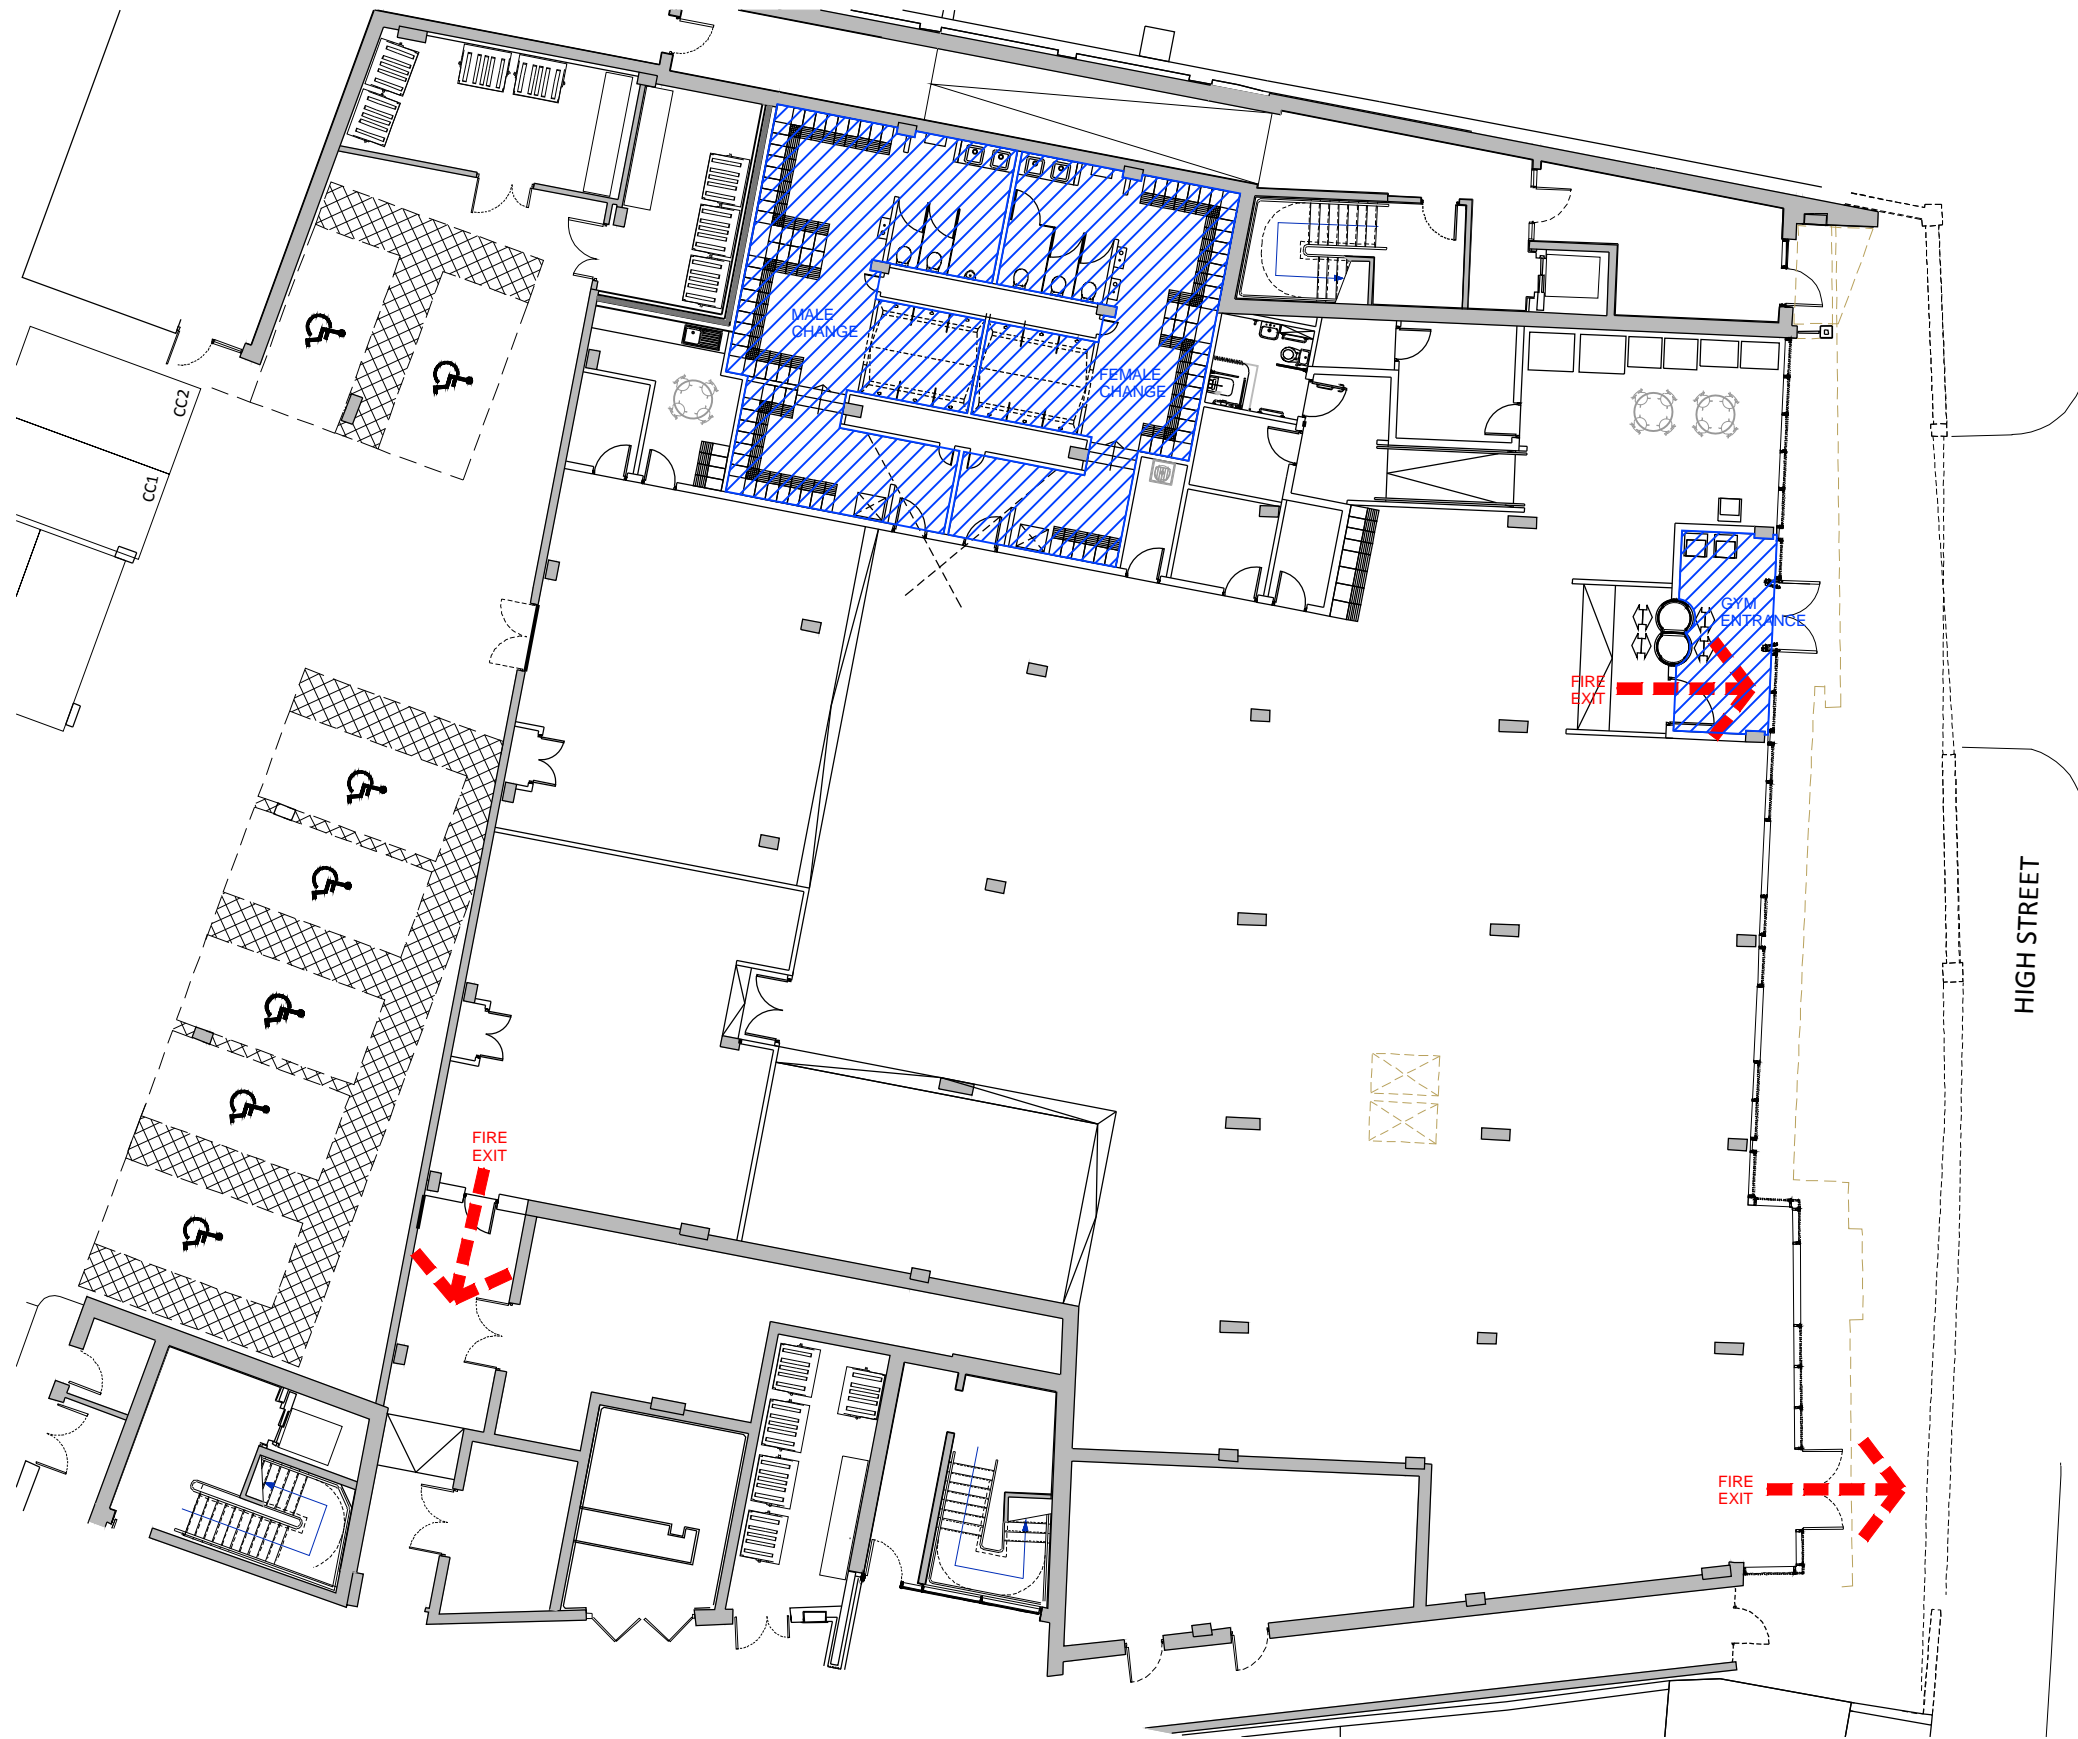 MALE
CHANGE
FEMALE
CHANGE
CC2
CC1
GYM
ENTRANCE
FIRE
EXIT
HIGH STREET
FIRE
EXIT
FIRE
EXIT